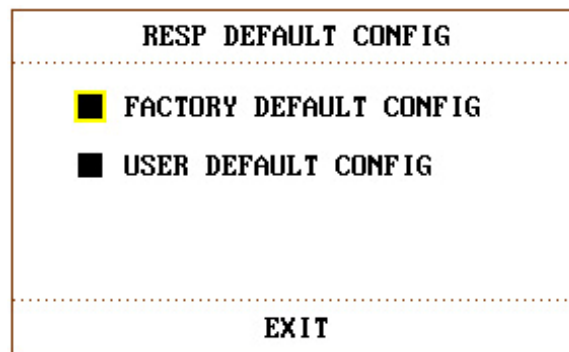 RESP DEFAULT CONFIG
FACTORY DEFAULT CONFIG
USER DEFAULT CONFIG
EXIT